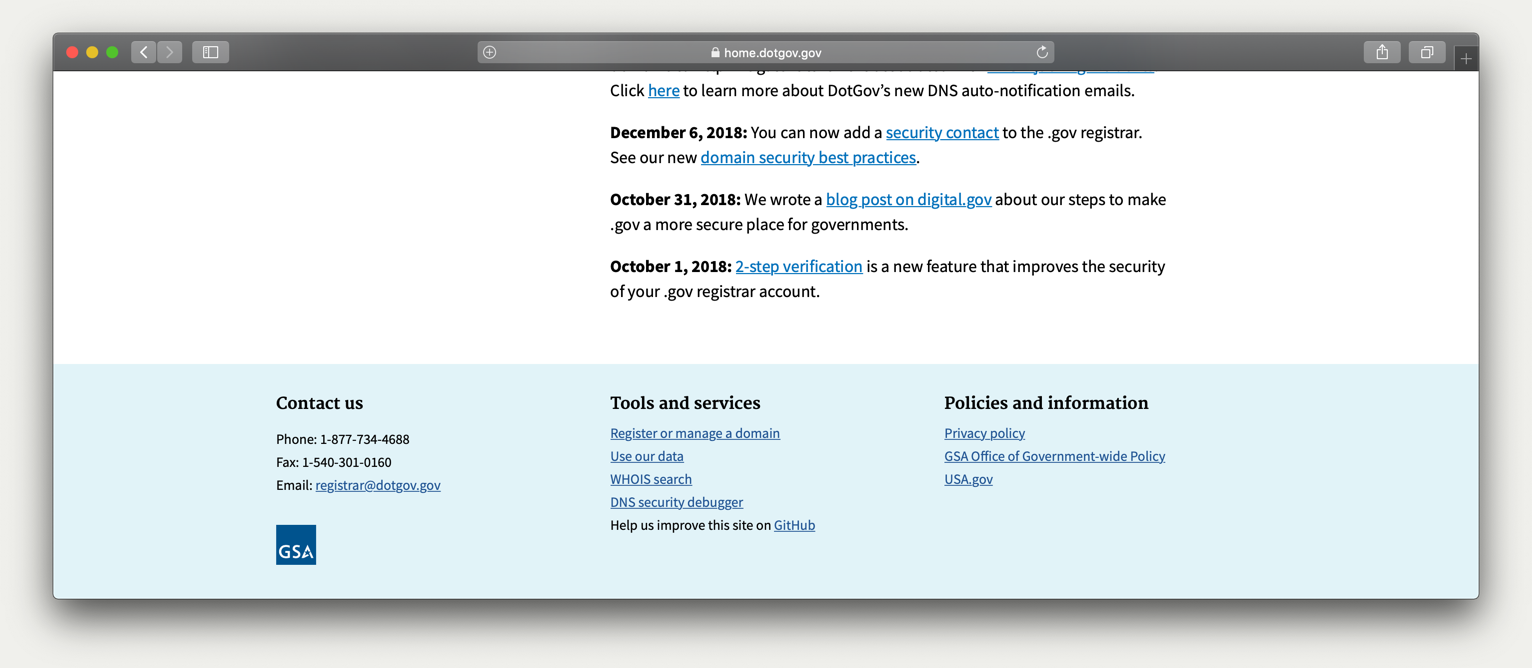 home.dotgov.gov
Click here to learn more about DotGov's new DNS auto-notification emails.
December 6, 2018: You can now add a security contact to the .gov registrar.
See our new domain security best practices.
October 31, 2018: We wrote a blog post on digital.gov about our steps to make
.gov a more secure place for governments.
October 1, 2018: 2-step verification is a new feature that improves the security
of your .gov registrar account.
Contact us
Phone: 1-877-734-4688
Fax: 1-540-301-0160
Email: registrar@dotgov.gov
GSA
Tools and services
Register or manage a domain
Use our data
WHOIS search
DNS security debugger
Help us improve this site on GitHub
Policies and information
Privacy policy
GSA Office of Government-wide Policy
USA.gov